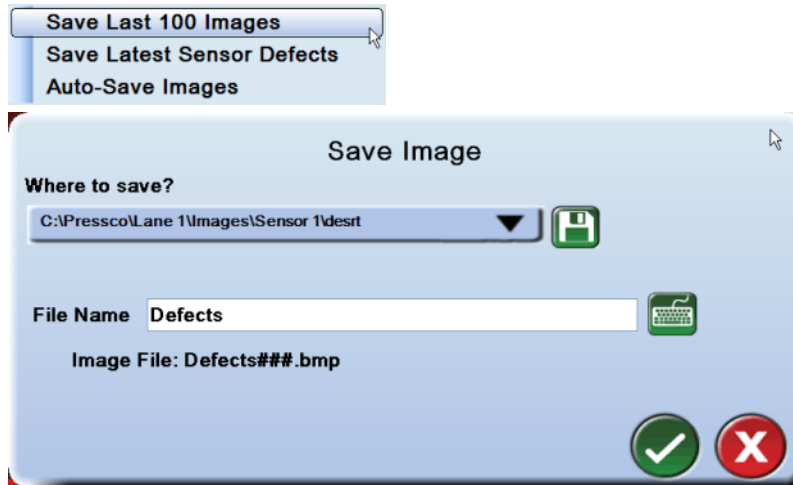 Save Last 100 Images
Save Latest Sensor Defects
Auto-Save Images
Save Image
Where to save?
C:\Pressco\Lane 1\Images\Sensor 1\desrt
File Name Defects
Image File: Defects###.bmp